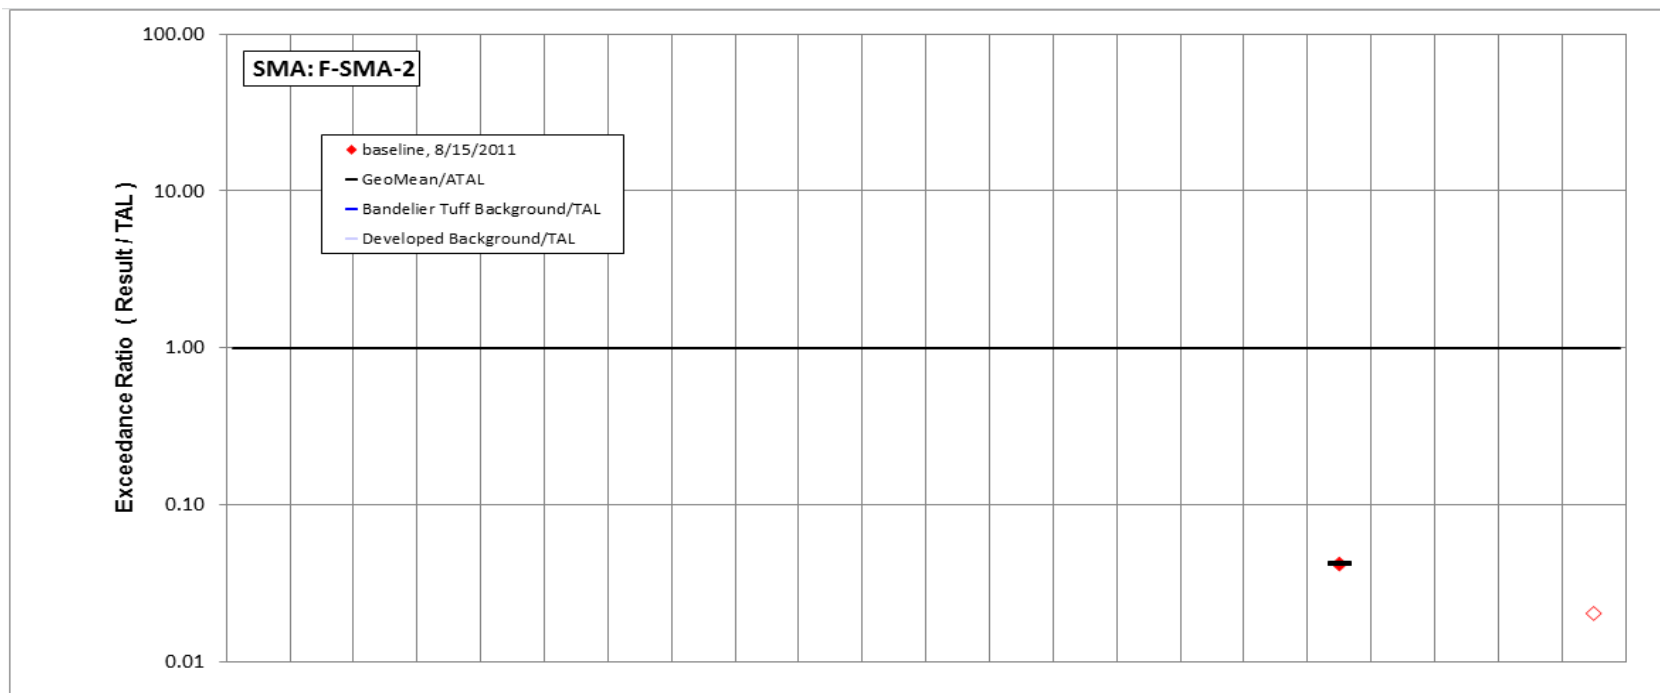 100.00
SMA: F-SMA-2
baseline, 8/15/2011
GeoMean/ATAL
10.00
Bandelier Tuff Background/TAL
Developed Background/TAL
Exceedance Ratio ( Result / TAL )
1.00
0.10
0.01